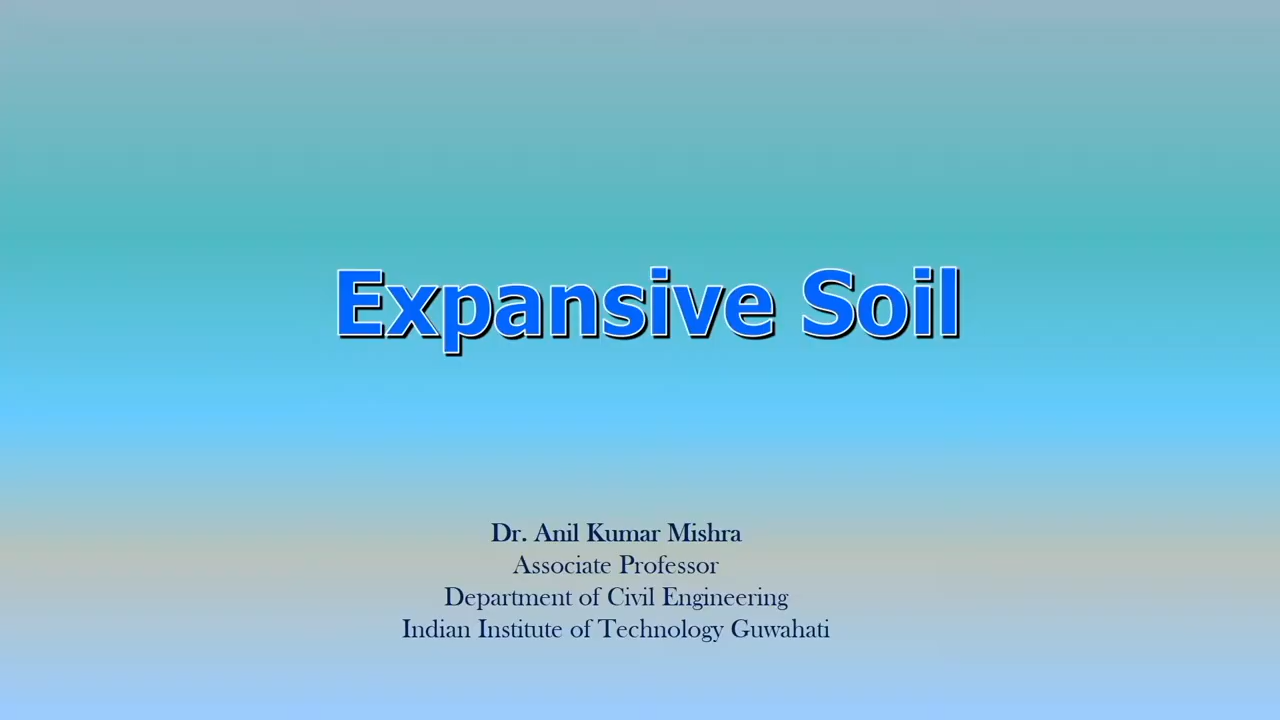 Expansive Soil
Dr. Anil Kumar Mishra
Associate Professor
Department of Civil Engineering
Indian Institute of Technology Guwahati